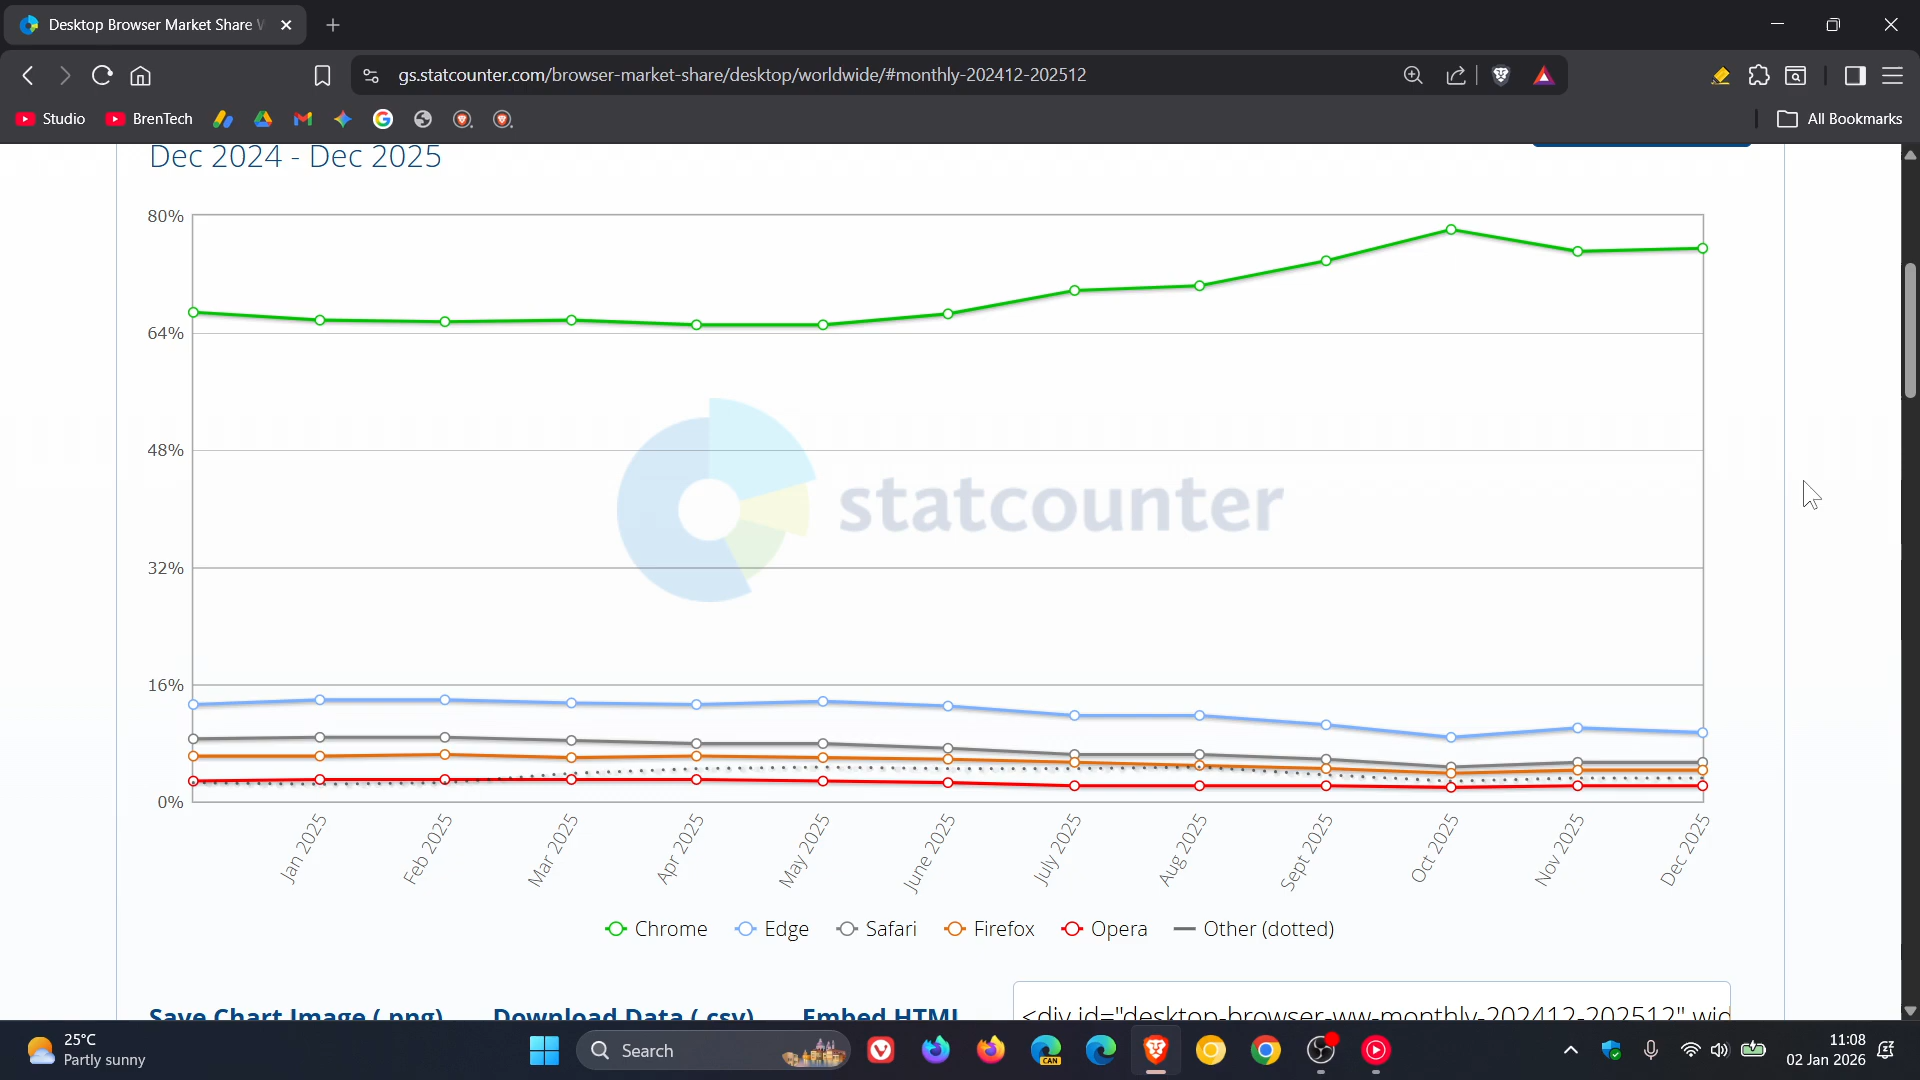 Desktop Browser Market Share W
gs.statcounter.com/browser-market-share/desktop/worldwide/#monthly-202412-202512
Studio
BrenTech
All Bookmarks
Dec 2024 - Dec 2025
80%
64%
48%
32%
16%
0%
statcounter
Jan 2025
Feb 2025
Mar 2025
Apr 2025
May 2025
June 2025
July 2025
Aug 2025
Sept 2025
Oct 2025
Nov 2025
Dec 2025
Chrome Edge Safari Firefox Opera Other (dotted)
Save Chart Image (.png) Download Data (.csv) Embed HTML
<div id="desktop-browser-ww-monthly-202412-202512" wid
25°C
Partly sunny
Search
CAN
11:08
02 Jan 2026